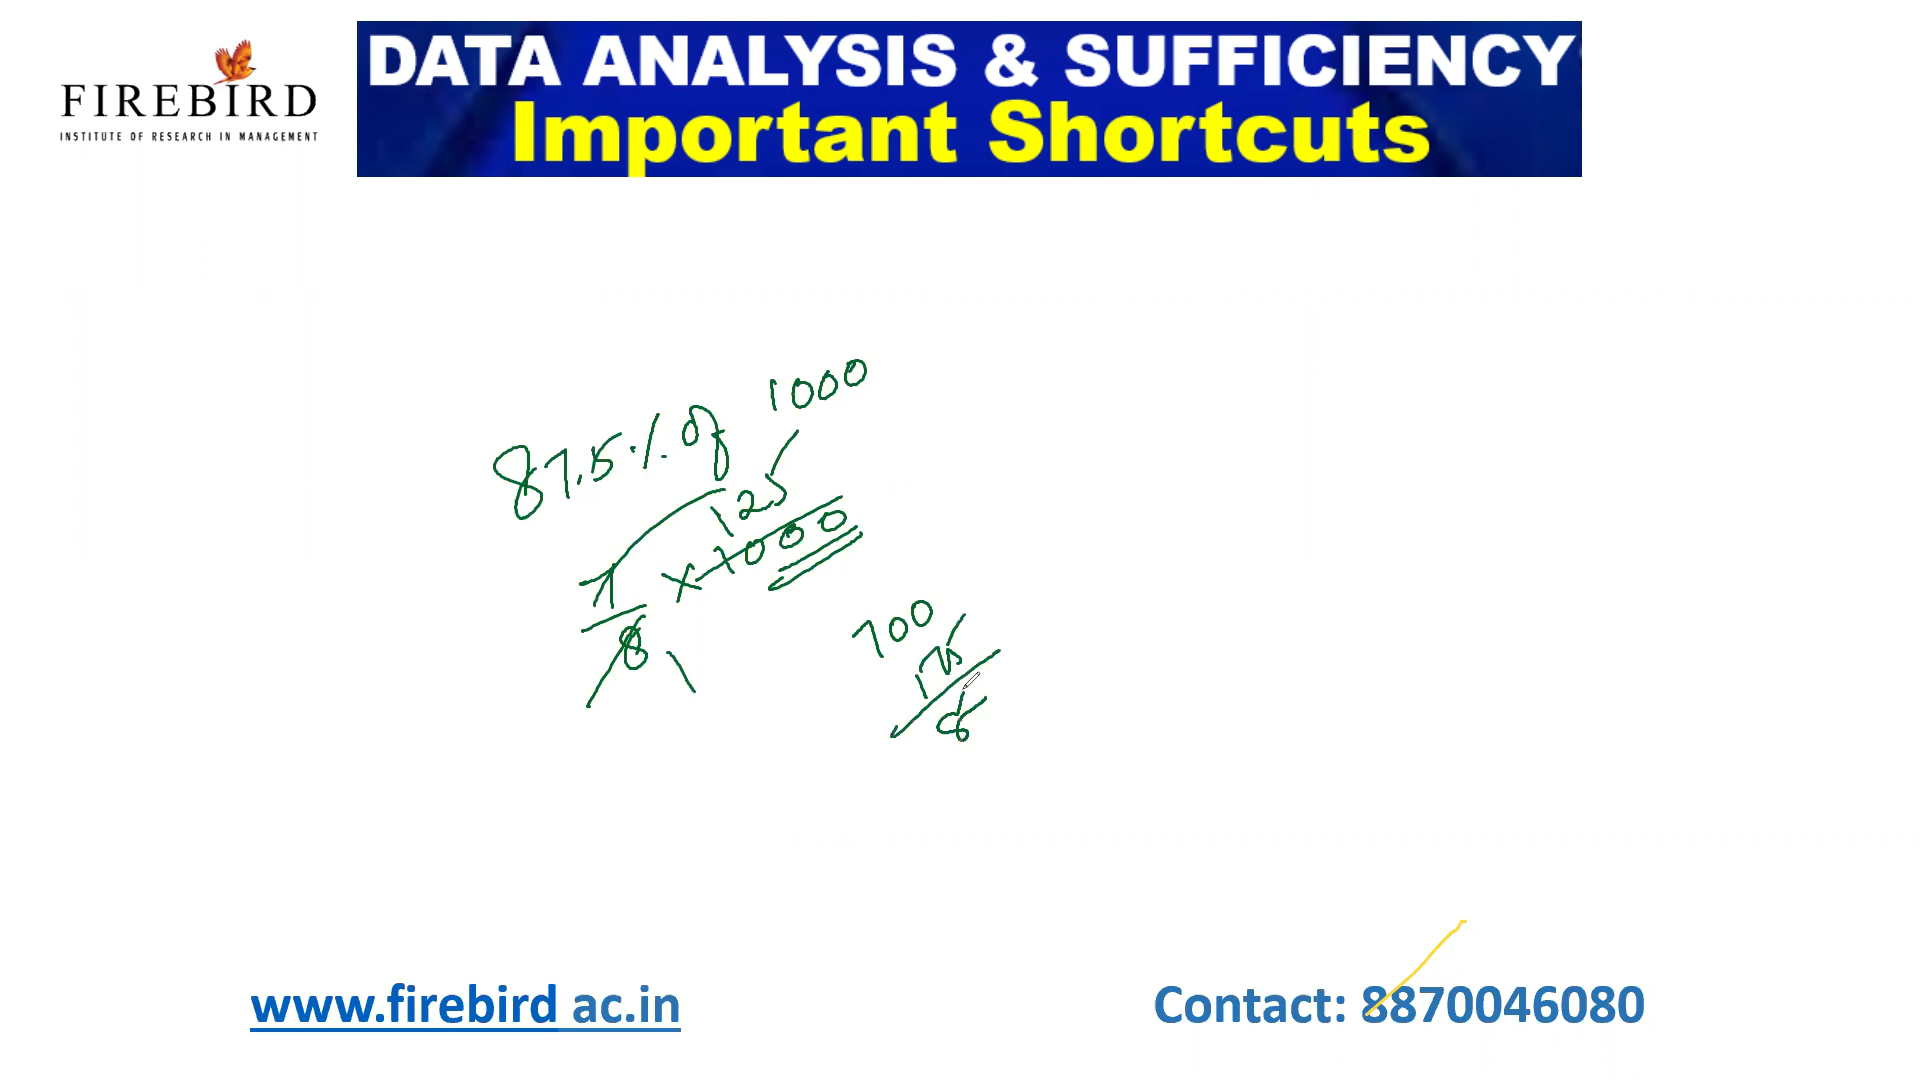 FIREBIRD
INSTITUTE OF RESEARCH IN MANAGEMENT
DATA ANALYSIS & SUFFICIENCY
Important Shortcuts
87.5% of 1000
125
7 x 1000
8 1
700
175
8
www.firebird ac.in
Contact: 8870046080